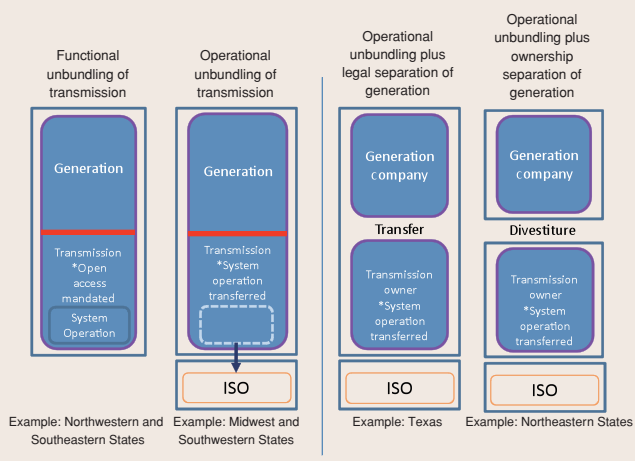 Functional
unbundling of
transmission
Generation
Transmission
*Open
access
mandated
System
Operation
Example: Northwestern and
Southeastern States
Operational
unbundling of
transmission
Generation
Transmission
*System
operation
transferred
ISO
Example: Midwest and
Southwestern States
Operational
unbundling plus
legal separation of
generation
Generation
company
Transfer
Transmission
owner
*System
operation
transferred
ISO
Example: Texas
Operational
unbundling plus
ownership
separation of
generation
Generation
company
Divestiture
Transmission
owner
*System
operation
transferred
ISO
Example: Northeastern States